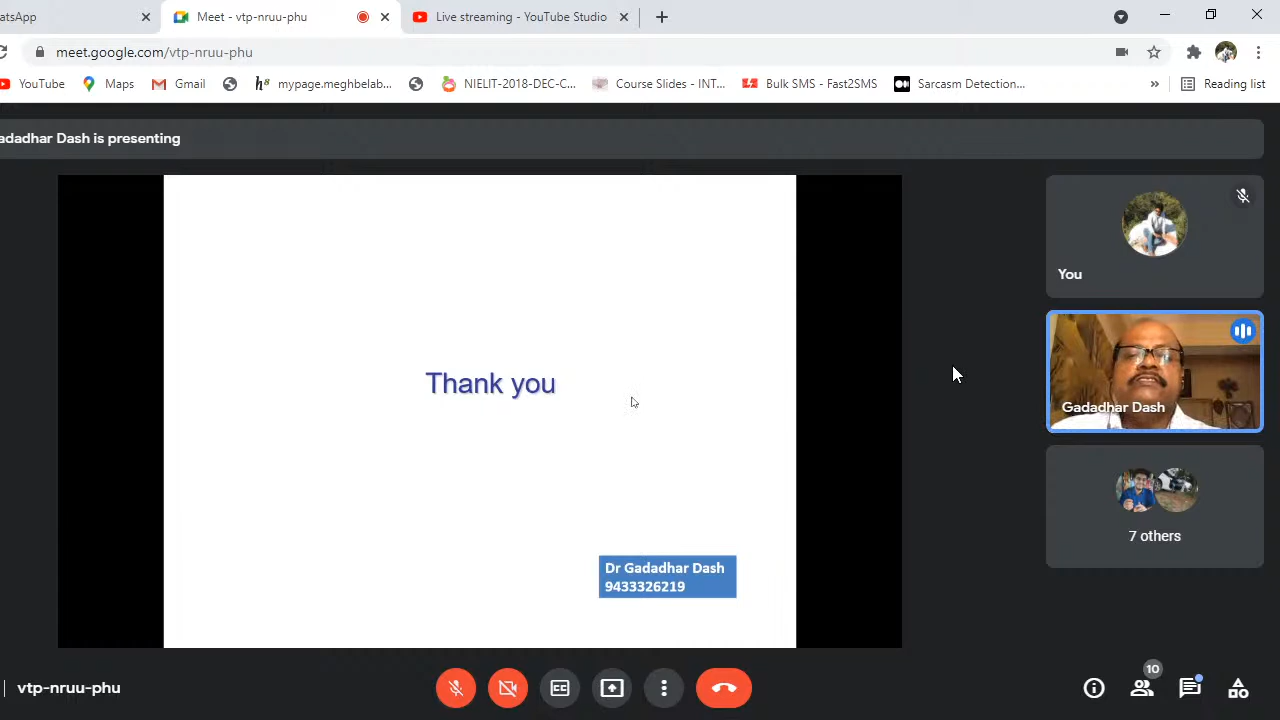 atsApp
Meet - vtp-nruu-phu
Live streaming - YouTube Studio
meet.google.com/vtp-nruu-phu
YouTube
Maps
Gmail
mypage.meghbelab...
NIELIT-2018-DEC-C...
Course Slides - INT...
Bulk SMS - Fast2SMS
Sarcasm Detection...
»
Reading list
adadhar Dash is presenting
You
Thank you
Gadadhar Dash
7 others
Dr Gadadhar Dash
9433326219
vtp-nruu-phu
CC
10